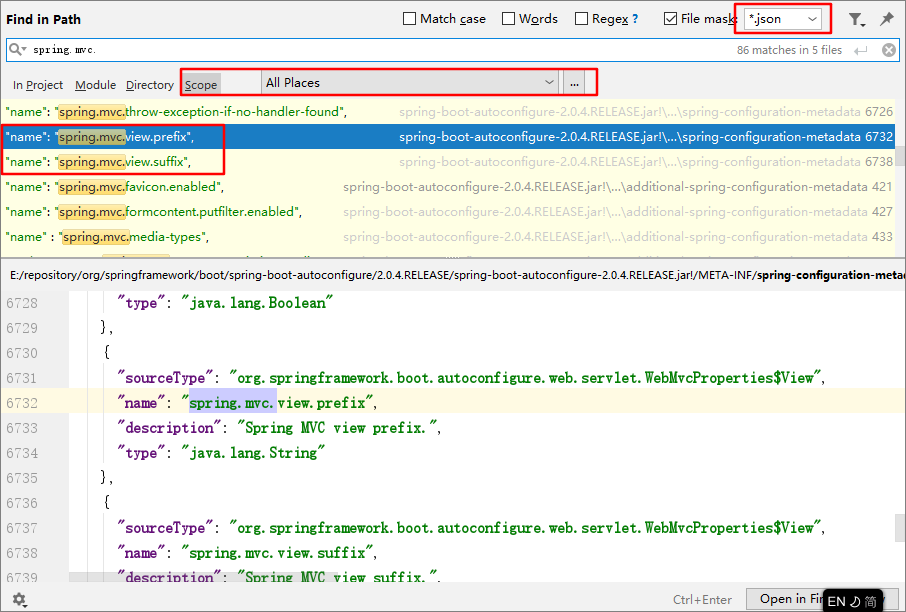 Find in Path Match case Words Regex ? File mask: *.json
spring.mvc. 86 matches in 5 files
In Project Module Directory Scope All Places ...
"name": "spring.mvc.throw-exception-if-no-handler-found", spring-boot-autoconfigure-2.0.4.RELEASE.jar!\...\spring-configuration-metadata 6726
"name": "spring.mvc.view.prefix", spring-boot-autoconfigure-2.0.4.RELEASE.jar!\...\spring-configuration-metadata 6732
"name": "spring.mvc.view.suffix", spring-boot-autoconfigure-2.0.4.RELEASE.jar!\...\spring-configuration-metadata 6738
"name": "spring.mvc.favicon.enabled", spring-boot-autoconfigure-2.0.4.RELEASE.jar!\...\additional-spring-configuration-metadata 421
"name": "spring.mvc.formcontent.putfilter.enabled", spring-boot-autoconfigure-2.0.4.RELEASE.jar!\...\additional-spring-configuration-metadata 427
"name" : "spring.mvc.media-types", spring-boot-autoconfigure-2.0.4.RELEASE.jar!\...\additional-spring-configuration-metadata 433
E:/repository/org/springframework/boot/spring-boot-autoconfigure/2.0.4.RELEASE/spring-boot-autoconfigure-2.0.4.RELEASE.jar!/META-INF/spring-configuration-meta
6728 "type": "java.lang.Boolean"
6729 },
6730 {
6731 "sourceType": "org.springframework.boot.autoconfigure.web.servlet.WebMvcProperties$View",
6732 "name": "spring.mvc.view.prefix",
6733 "description": "Spring MVC view prefix.",
6734 "type": "java.lang.String"
6735 },
6736 {
6737 "sourceType": "org.springframework.boot.autoconfigure.web.servlet.WebMvcProperties$View",
6738 "name": "spring.mvc.view.suffix",
6739 "description": "Spring MVC view suffix.",
Ctrl+Enter Open in Fin
EN 简